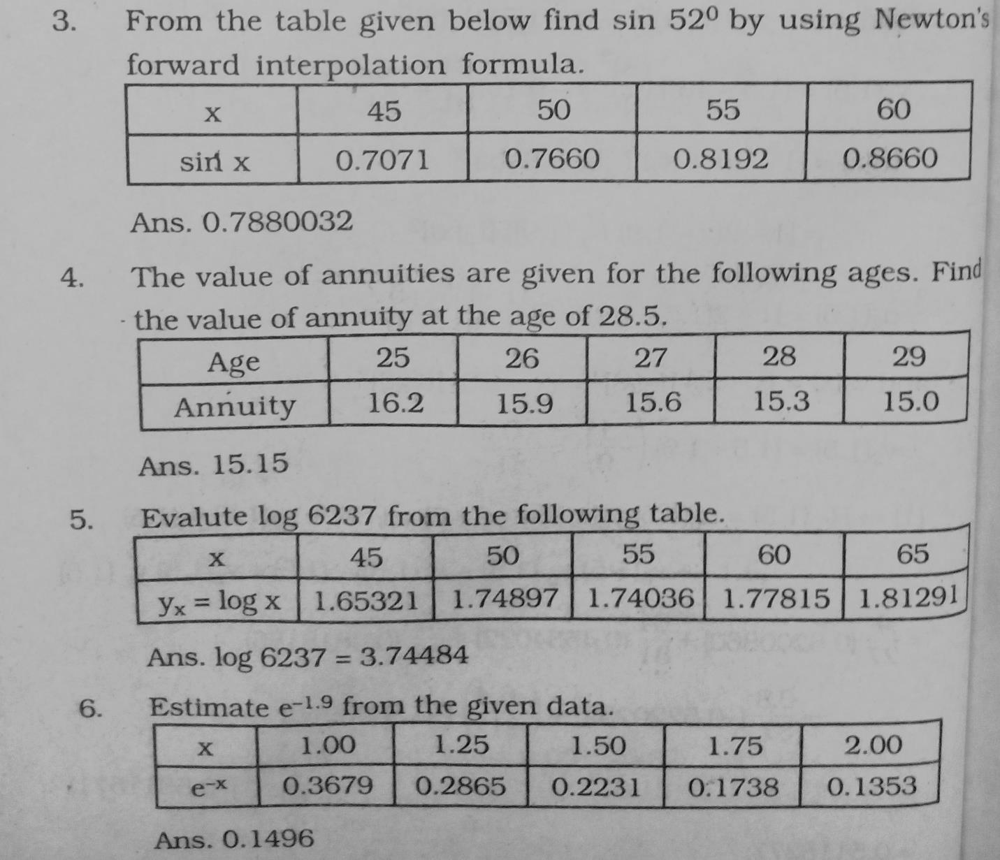 3. From the table given below find sin 52⁰ by using Newton's
forward interpolation formula.
x 45 50 55 60
sin x 0.7071 0.7660 0.8192 0.8660
Ans. 0.7880032
4. The value of annuities are given for the following ages. Find
the value of annuity at the age of 28.5.
Age 25 26 27 28 29
Annuity 16.2 15.9 15.6 15.3 15.0
Ans. 15.15
5. Evalute log 6237 from the following table.
x 45 50 55 60 65
yₓ = log x 1.65321 1.74897 1.74036 1.77815 1.81291
Ans. log 6237 = 3.74484
6. Estimate e⁻¹·⁹ from the given data.
x 1.00 1.25 1.50 1.75 2.00
e⁻ˣ 0.3679 0.2865 0.2231 0.1738 0.1353
Ans. 0.1496